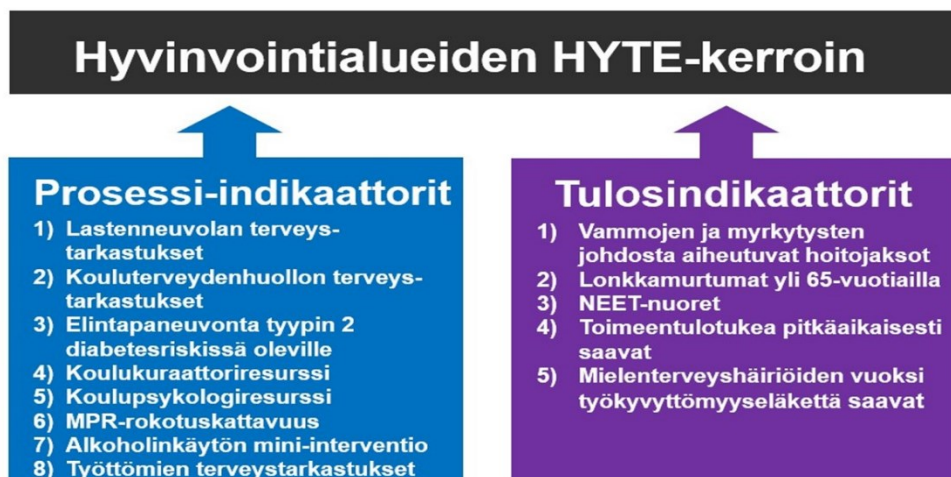 Hyvinvointialueiden HYTE-kerroin
Prosessi-indikaattorit
1) Lastenneuvolan terveys-
tarkastukset
2) Kouluterveydenhuollon terveys-
tarkastukset
3) Elintapaneuvonta tyypin 2
diabetesriskissä oleville
4) Koulukuraattoriresurssi
5) Koulupsykologiresurssi
6) MPR-rokotuskattavuus
7) Alkoholinkäytön mini-interventio
8) Työttömien terveystarkastukset
Tulosindikaattorit
1) Vammojen ja myrkytysten
johdosta aiheutuvat hoitojaksot
2) Lonkkamurtumat yli 65-vuotiailla
3) NEET-nuoret
4) Toimeentulotukea pitkäaikaisesti
saavat
5) Mielenterveyshäiriöiden vuoksi
työkyvyttömyyseläkettä saavat